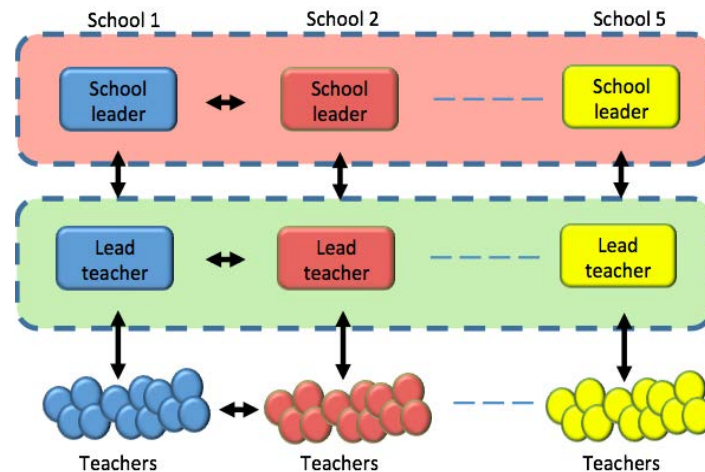 School 1
School 2
School 5
School
leader
School
leader
School
leader
Lead
teacher
Lead
teacher
Lead
teacher
Teachers
Teachers
Teachers